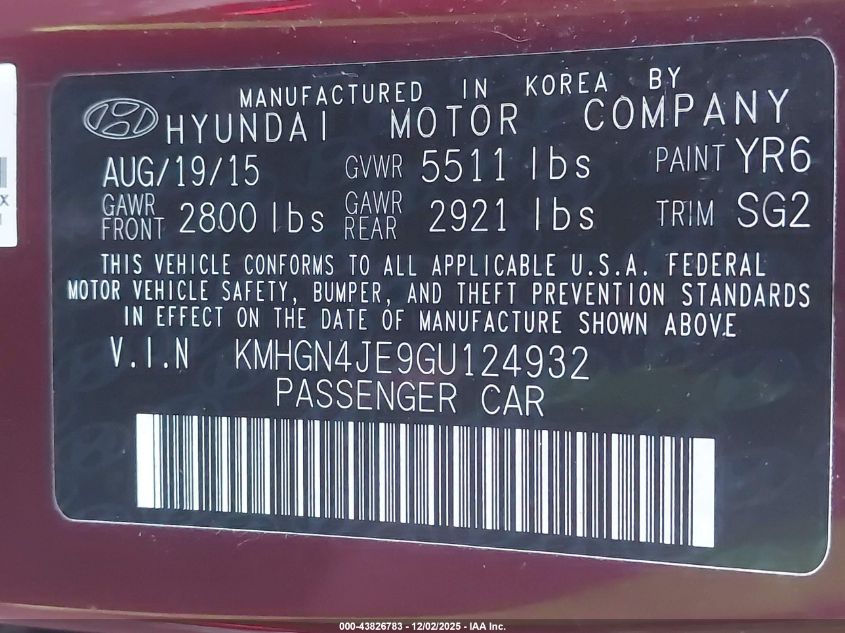 MANUFACTURED IN KOREA BY
HYUNDAI MOTOR COMPANY
AUG/19/15 GVWR 5511 lbs PAINT YR6
GAWR FRONT 2800 lbs GAWR REAR 2921 lbs TRIM SG2
THIS VEHICLE CONFORMS TO ALL APPLICABLE U.S.A. FEDERAL
MOTOR VEHICLE SAFETY, BUMPER, AND THEFT PREVENTION STANDARDS
IN EFFECT ON THE DATE OF MANUFACTURE SHOWN ABOVE
V.I.N KMHGN4JE9GU124932
PASSENGER CAR
000-43826783 - 12/02/2025 - IAA Inc.